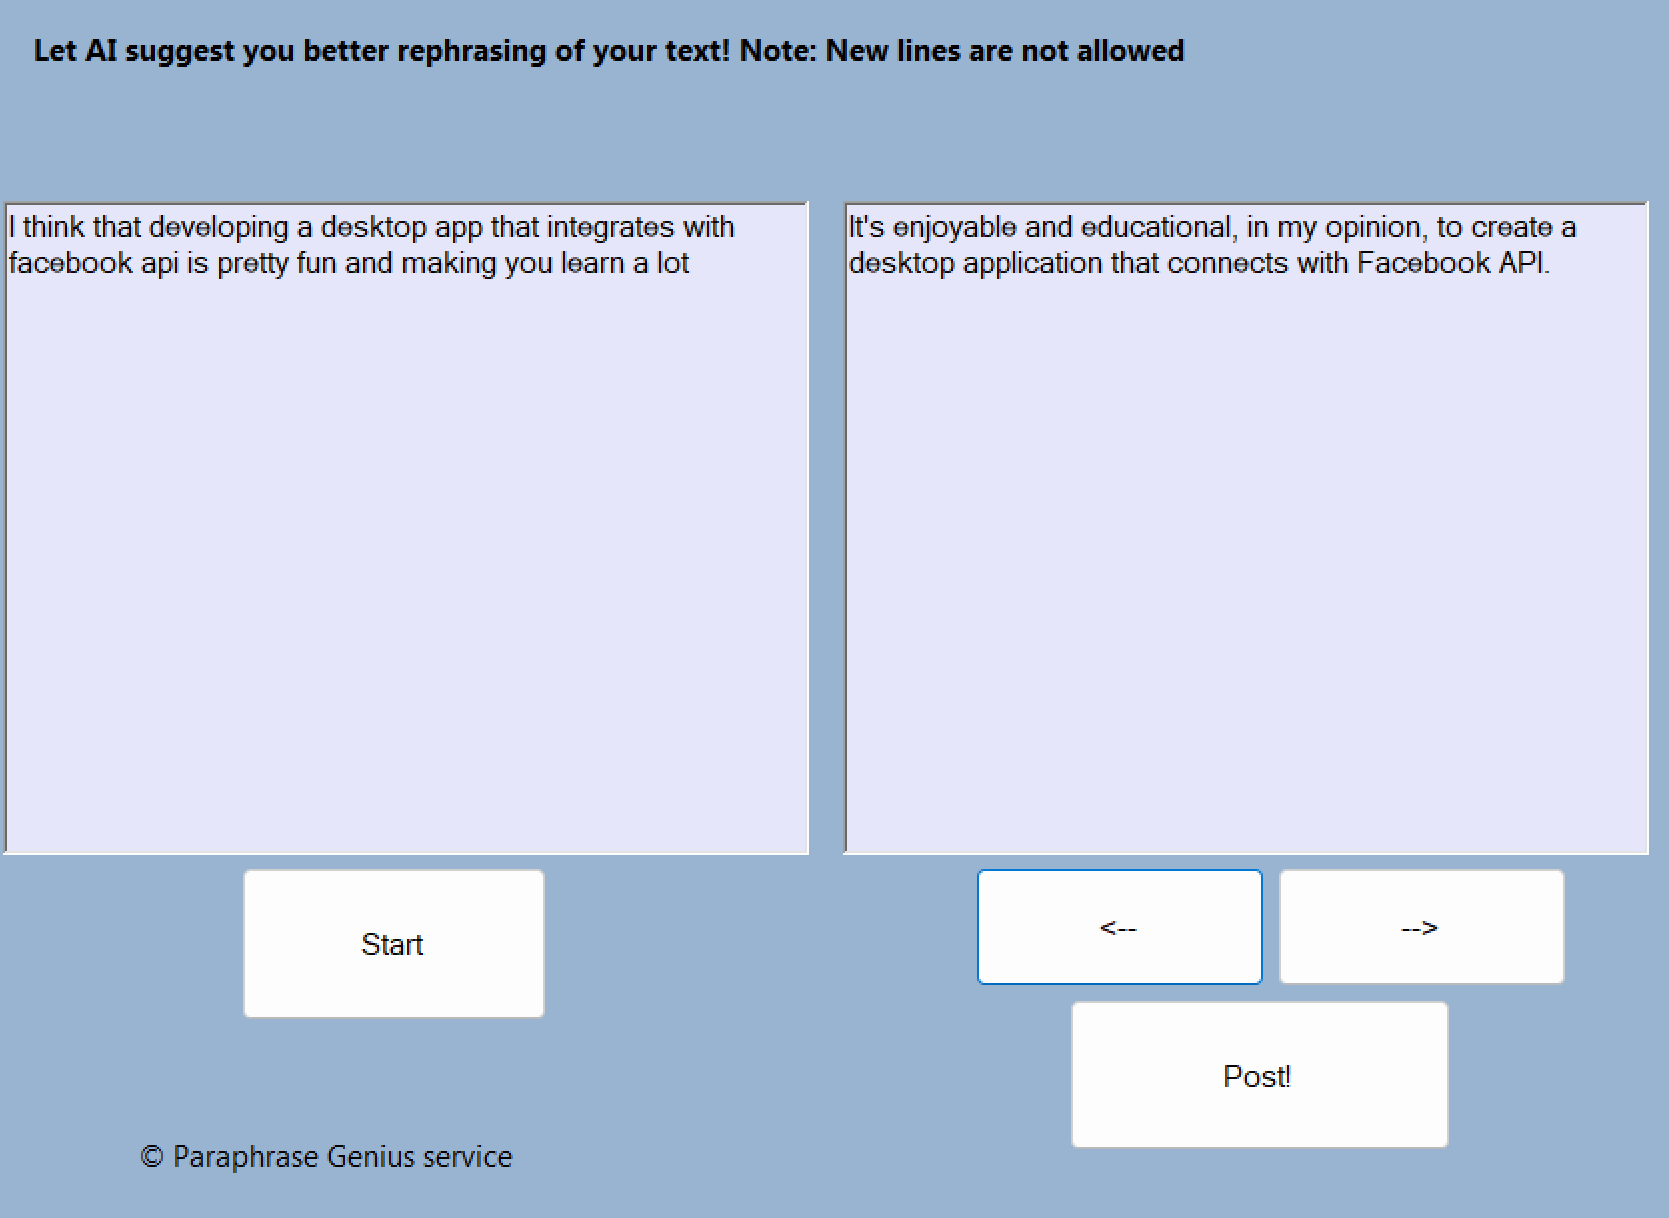 Let AI suggest you better rephrasing of your text! Note: New lines are not allowed
I think that developing a desktop app that integrates with
facebook api is pretty fun and making you learn a lot
It's enjoyable and educational, in my opinion, to create a
desktop application that connects with Facebook API.
Start
<--
-->
Post!
© Paraphrase Genius service